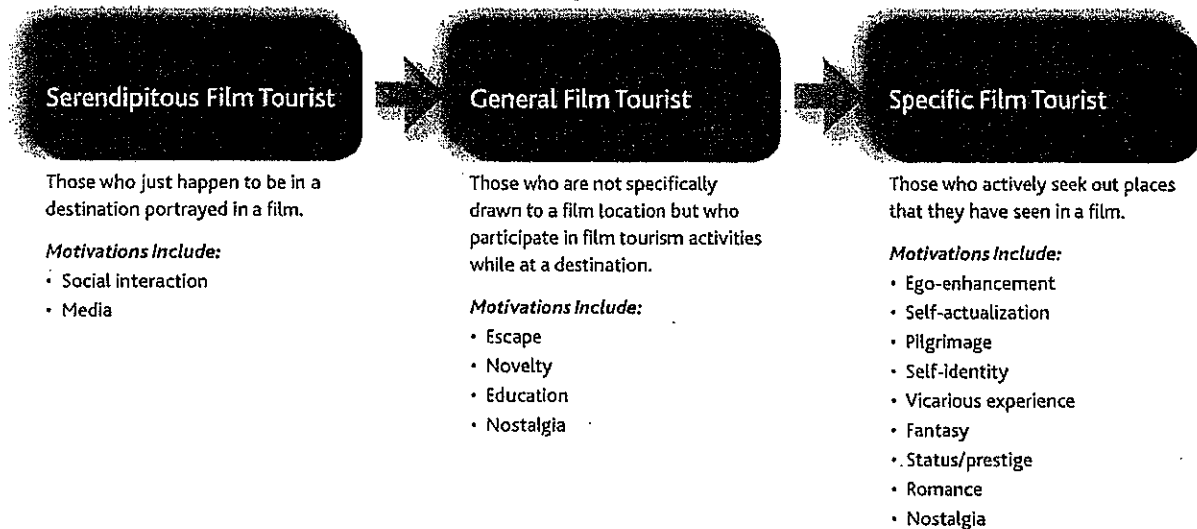 Serendipitous Film Tourist
Those who just happen to be in a
destination portrayed in a film.
Motivations Include:
• Social interaction
• Media
General Film Tourist
Those who are not specifically
drawn to a film location but who
participate in film tourism activities
while at a destination.
Motivations Include:
• Escape
• Novelty
• Education
• Nostalgia
Specific Film Tourist
Those who actively seek out places
that they have seen in a film.
Motivations Include:
• Ego-enhancement
• Self-actualization
• Pilgrimage
• Self-identity
• Vicarious experience
• Fantasy
• Status/prestige
• Romance
• Nostalgia